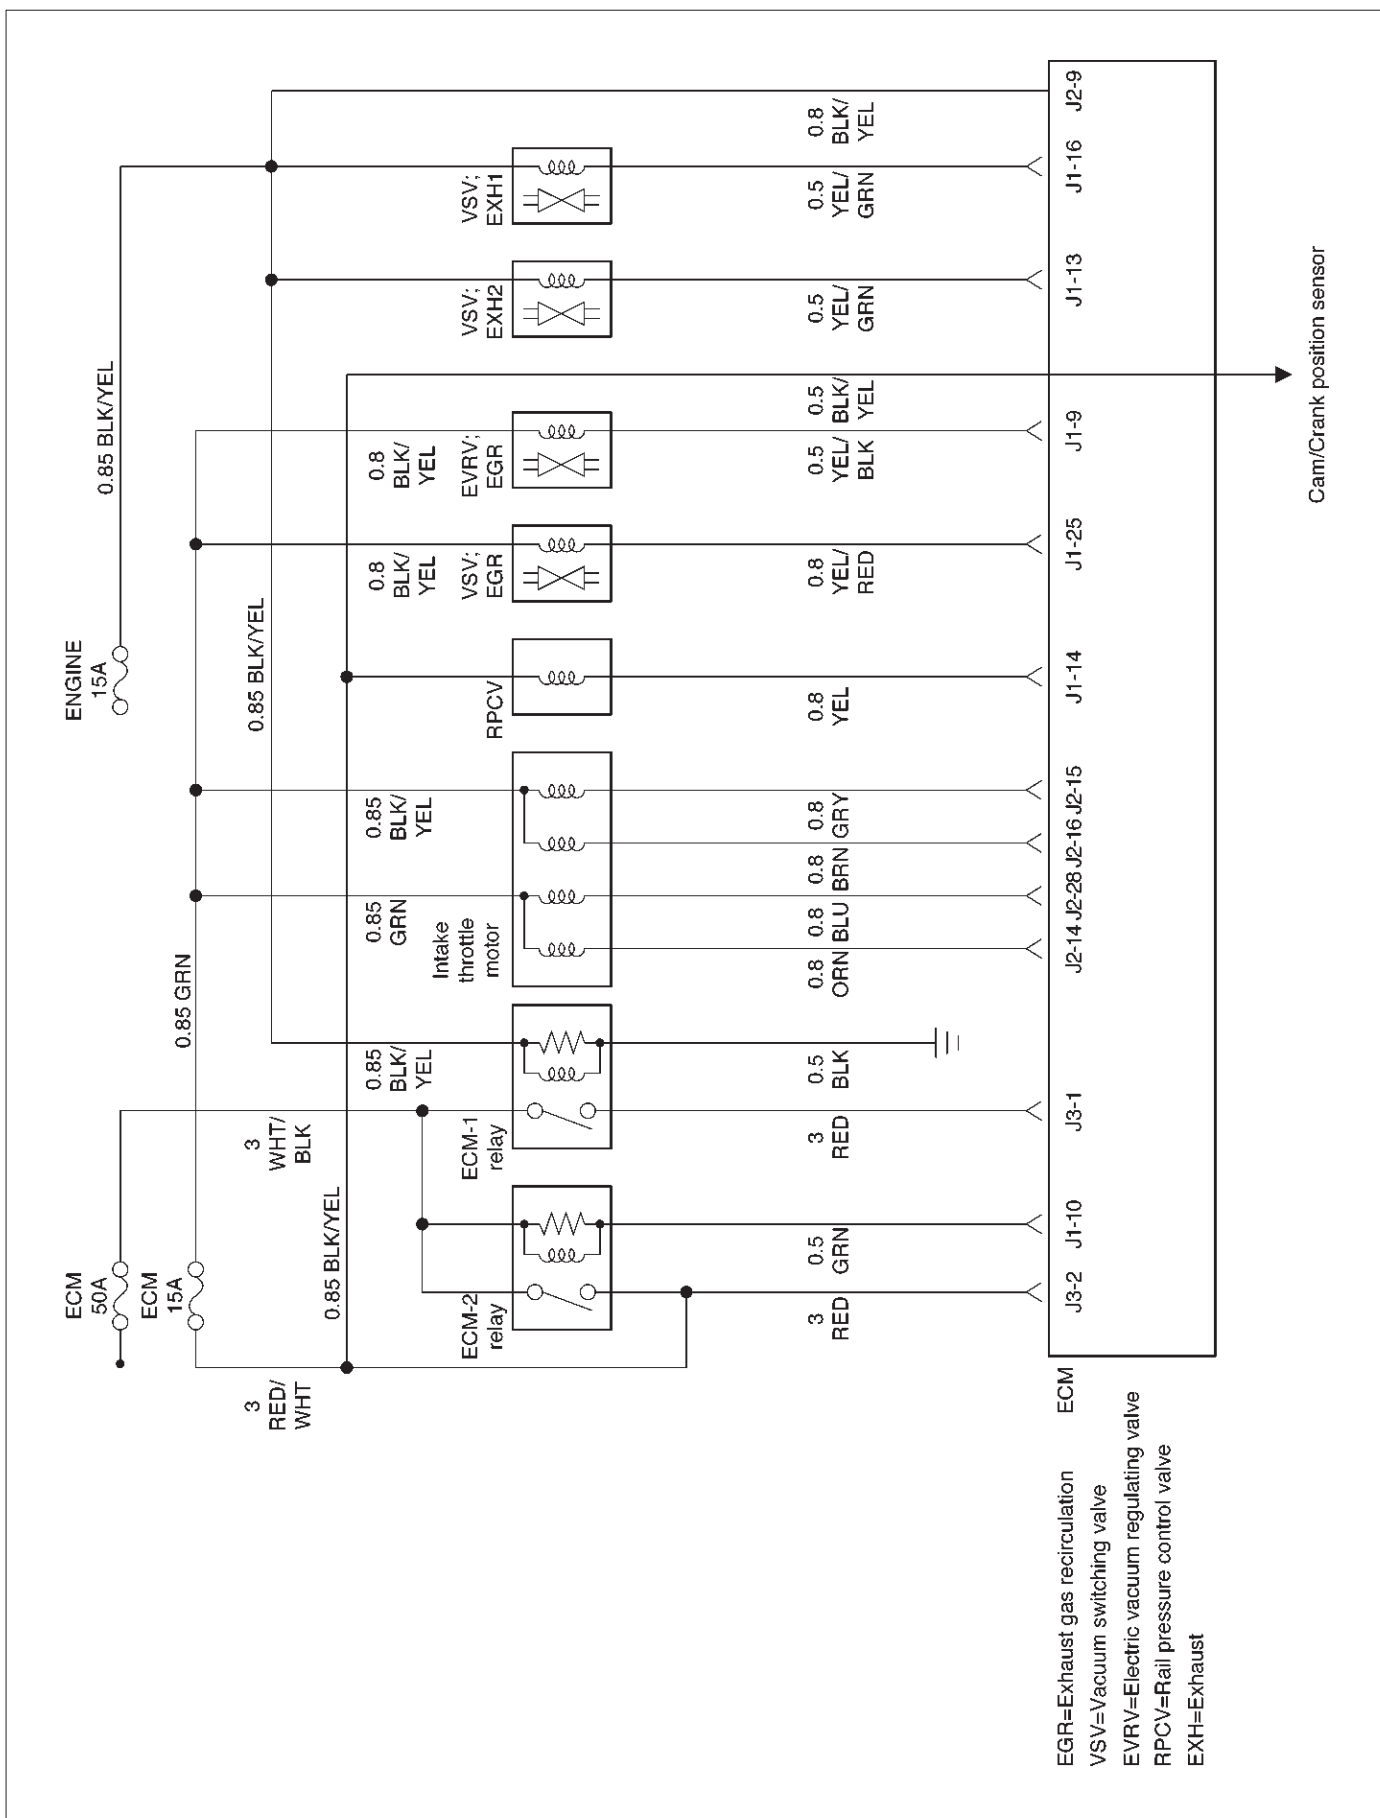 ECM
50A
ECM
15A
ENGINE
15A
0.85 BLK/YEL
0.85 GRN
0.85 BLK/YEL
3
RED/
WHT
3
WHT/
BLK
0.85 BLK/YEL
0.85
BLK/
YEL
0.85
GRN
0.85
BLK/
YEL
0.8
BLK/
YEL
0.8
BLK/
YEL
ECM-2
relay
ECM-1
relay
Intake
throttle
motor
RPCV
VSV;
EGR
EVRV;
EGR
VSV;
EXH2
VSV;
EXH1
3
RED
0.5
GRN
3
RED
0.5
BLK
0.8
ORN
0.8
BLU
0.8
BRN
0.8
GRY
0.8
YEL
0.8
YEL/
RED
0.5
YEL/
BLK
0.5
BLK/
YEL
0.5
YEL/
GRN
0.5
YEL/
GRN
0.8
BLK/
YEL
ECM
J3-2
J1-10
J3-1
J2-14
J2-28
J2-16
J2-15
J1-14
J1-25
J1-9
J1-13
J1-16
J2-9
Cam/Crank position sensor
EGR=Exhaust gas recirculation
VSV=Vacuum switching valve
EVRV=Electric vacuum regulating valve
RPCV=Rail pressure control valve
EXH=Exhaust